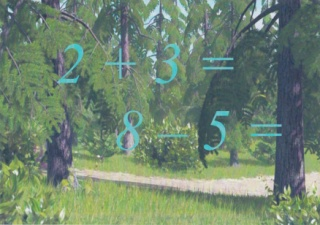 2 + 3 =
8 – 5 =